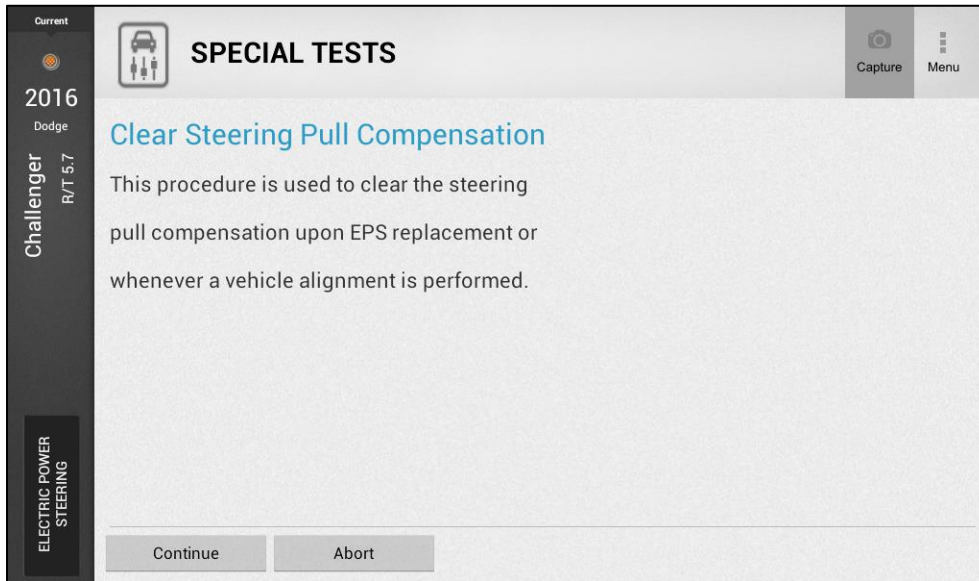 Current
2016
Dodge
Challenger
R/T 5.7
ELECTRIC POWER
STEERING
SPECIAL TESTS
Capture
Menu
Clear Steering Pull Compensation
This procedure is used to clear the steering
pull compensation upon EPS replacement or
whenever a vehicle alignment is performed.
Continue
Abort